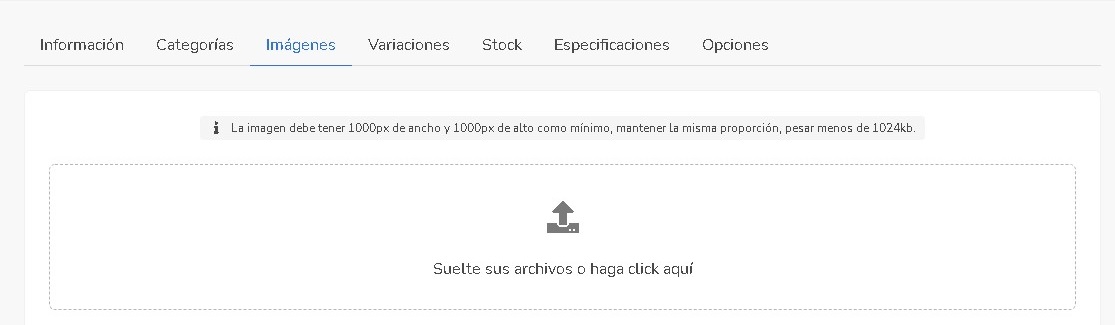 Información Categorías Imágenes Variaciones Stock Especificaciones Opciones
La imagen debe tener 1000px de ancho y 1000px de alto como mínimo, mantener la misma proporción, pesar menos de 1024kb.
Suelte sus archivos o haga click aquí